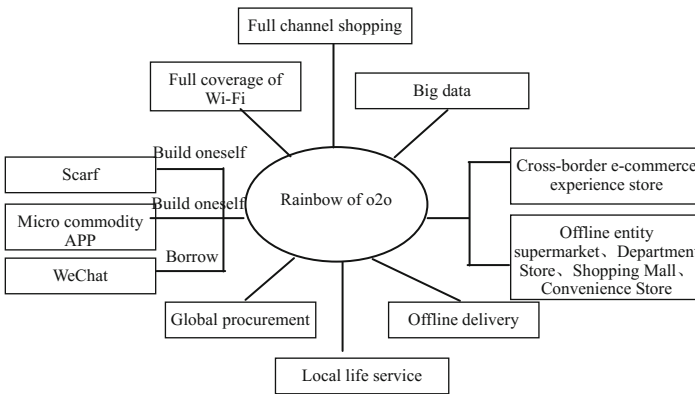 Full channel shopping
Full coverage of
Wi-Fi
Big data
Build oneself
Scarf
Build oneself
Micro commodity
APP
Borrow
WeChat
Rainbow of o2o
Cross-border e-commerce
experience store
Offline entity
supermarket、Department
Store、Shopping Mall、
Convenience Store
Global procurement
Offline delivery
Local life service